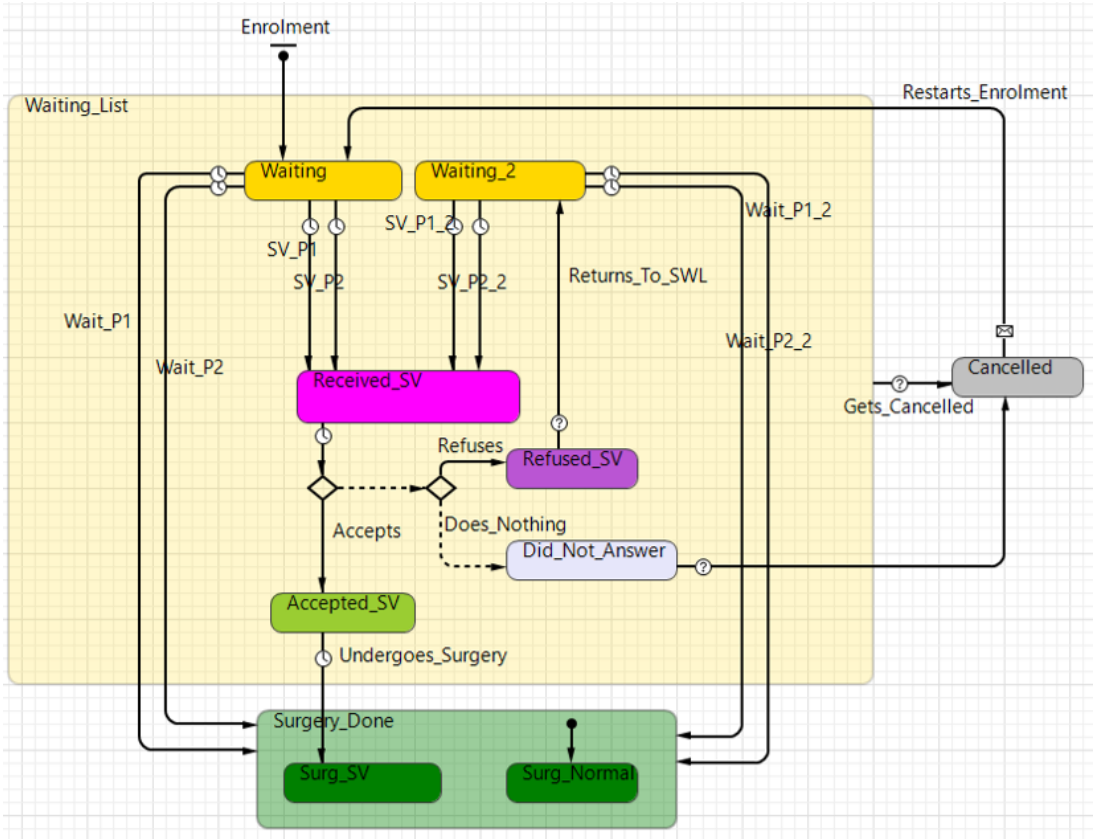 Enrolment
Restarts_Enrolment
Waiting_List
Waiting
Waiting_2
SV_P1_2
Wait_P1_2
SV_P1
SV_P2
SV_P2_2
Returns_To_SWL
Wait_P1
Wait_P2_2
Wait_P2
Received_SV
Cancelled
Gets_Cancelled
Refuses
Refused_SV
Accepts
Does_Nothing
Did_Not_Answer
Accepted_SV
Undergoes_Surgery
Surgery_Done
Surg_SV
Surg_Normal